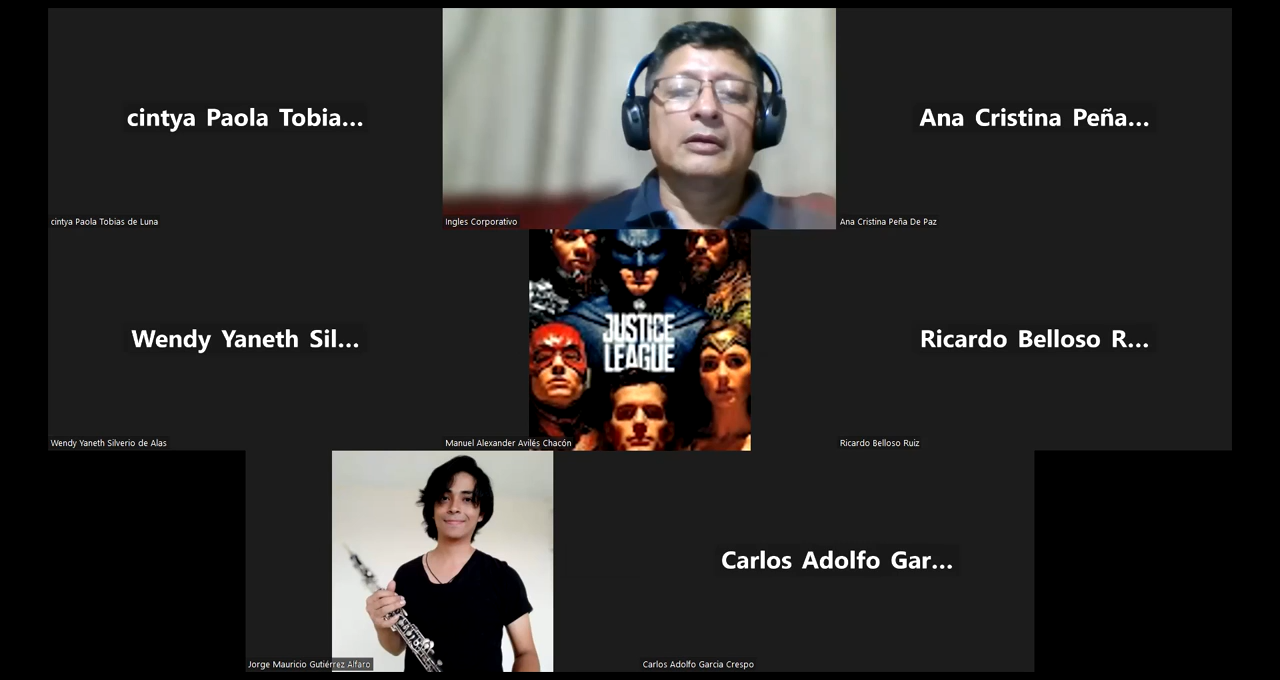 cintya Paola Tobia...
cintya Paola Tobias de Luna
Ingles Corporativo
Ana Cristina Peña...
Ana Cristina Peña De Paz
Wendy Yaneth Sil...
Wendy Yaneth Silverio de Alas
JUSTICE
LEAGUE
Manuel Alexander Avilés Chacón
Ricardo Belloso R...
Ricardo Belloso Ruiz
Jorge Mauricio Gutiérrez Alfaro
Carlos Adolfo Gar...
Carlos Adolfo Garcia Crespo